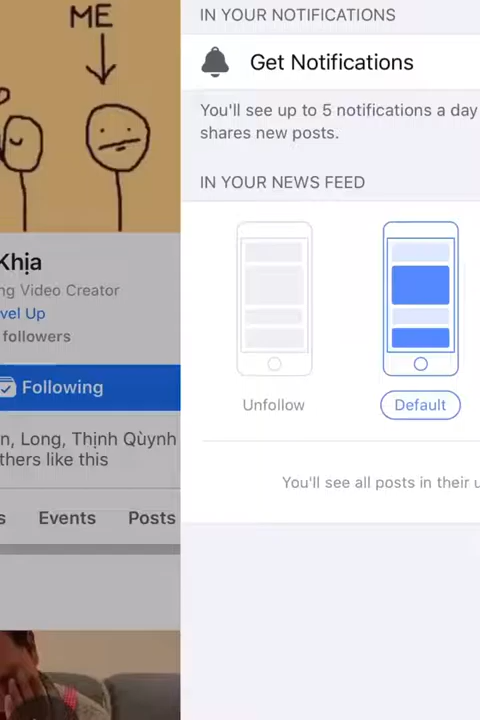 ME
Khịa
ng Video Creator
vel Up
followers
Following
n, Long, Thịnh Qùynh
thers like this
s Events Posts
IN YOUR NOTIFICATIONS
Get Notifications
You'll see up to 5 notifications a day
shares new posts.
IN YOUR NEWS FEED
Unfollow
Default
You'll see all posts in their u